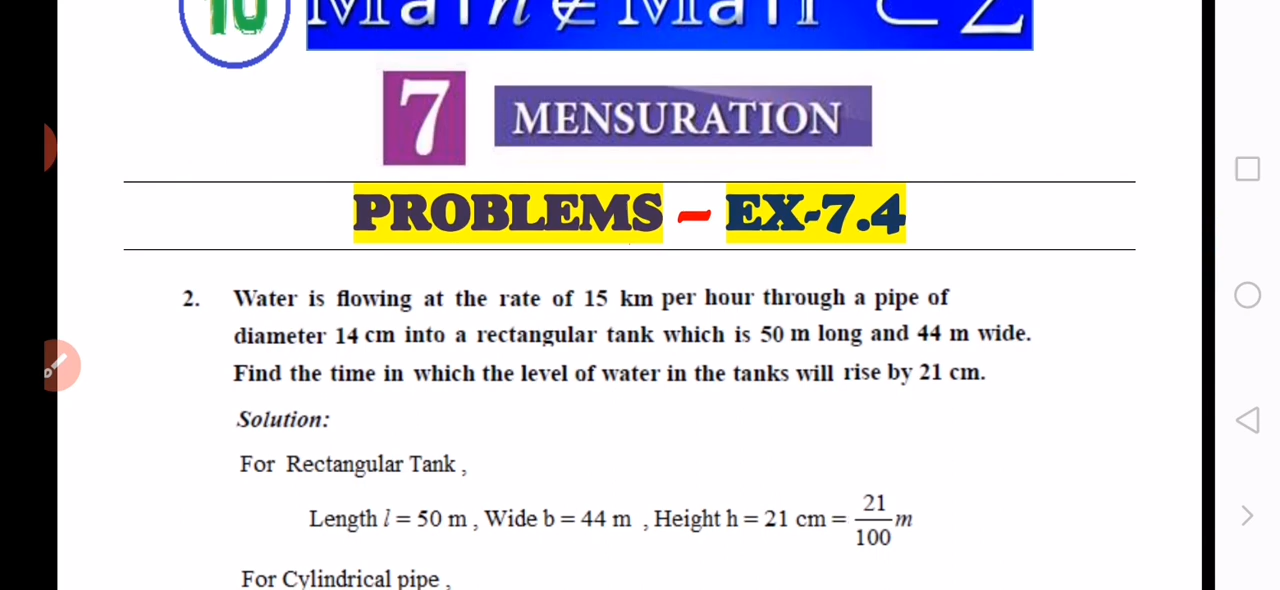 10
7 MENSURATION
PROBLEMS – EX-7.4
2. Water is flowing at the rate of 15 km per hour through a pipe of
diameter 14 cm into a rectangular tank which is 50 m long and 44 m wide.
Find the time in which the level of water in the tanks will rise by 21 cm.
Solution:
For Rectangular Tank ,
Length l = 50 m , Wide b = 44 m , Height h = 21 cm = 21/100 m
For Cylindrical pipe ,